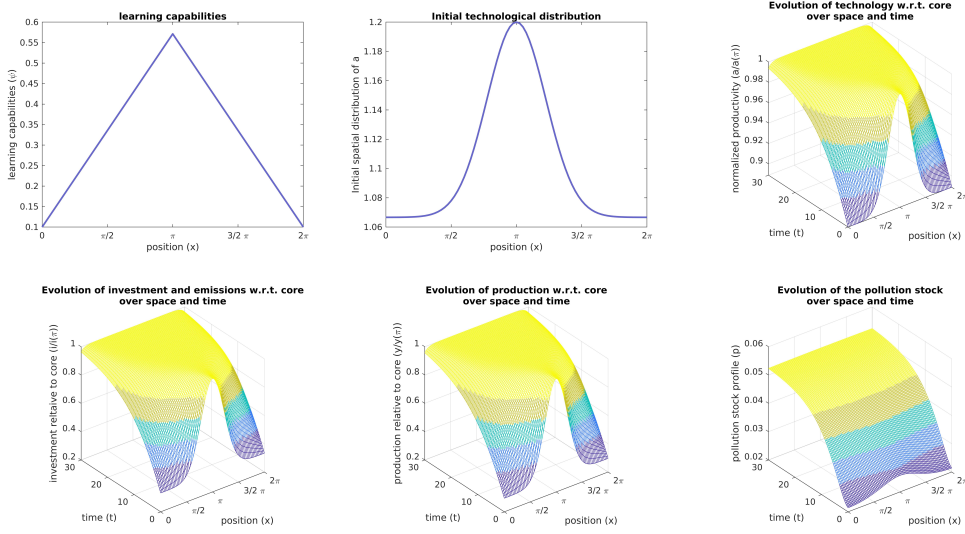 learning capabilities
0.6
0.55
0.5
0.45
0.4
0.35
0.3
0.25
0.2
0.15
0.1
learning capabilities (ψ)
0 π/2 π 3/2 π 2π
position (x)
Initial technological distribution
1.2
1.18
1.16
1.14
1.12
1.1
1.08
1.06
Initial spatial distribution of a
0 π/2 π 3/2 π 2π
position (x)
Evolution of technology w.r.t. core
over space and time
1
0.98
0.96
0.94
0.92
0.9
normalized productivity (a/a(π))
30
20
10
0
time (t)
0
π/2
π
3/2 π
2π
position (x)
Evolution of investment and emissions w.r.t. core
over space and time
1
0.8
0.6
0.4
0.2
investment reltaive to core (I/I(π))
30
20
10
0
time (t)
0
π/2
π
3/2 π
2π
position (x)
Evolution of production w.r.t. core
over space and time
1
0.8
0.6
0.4
0.2
production relative to core (y/y(π))
30
20
10
0
time (t)
0
π/2
π
3/2 π
2π
position (x)
Evolution of the pollution stock
over space and time
0.06
0.05
0.04
0.03
0.02
pollution stock profile (p)
30
20
10
0
time (t)
0
π/2
π
3/2 π
2π
position (x)